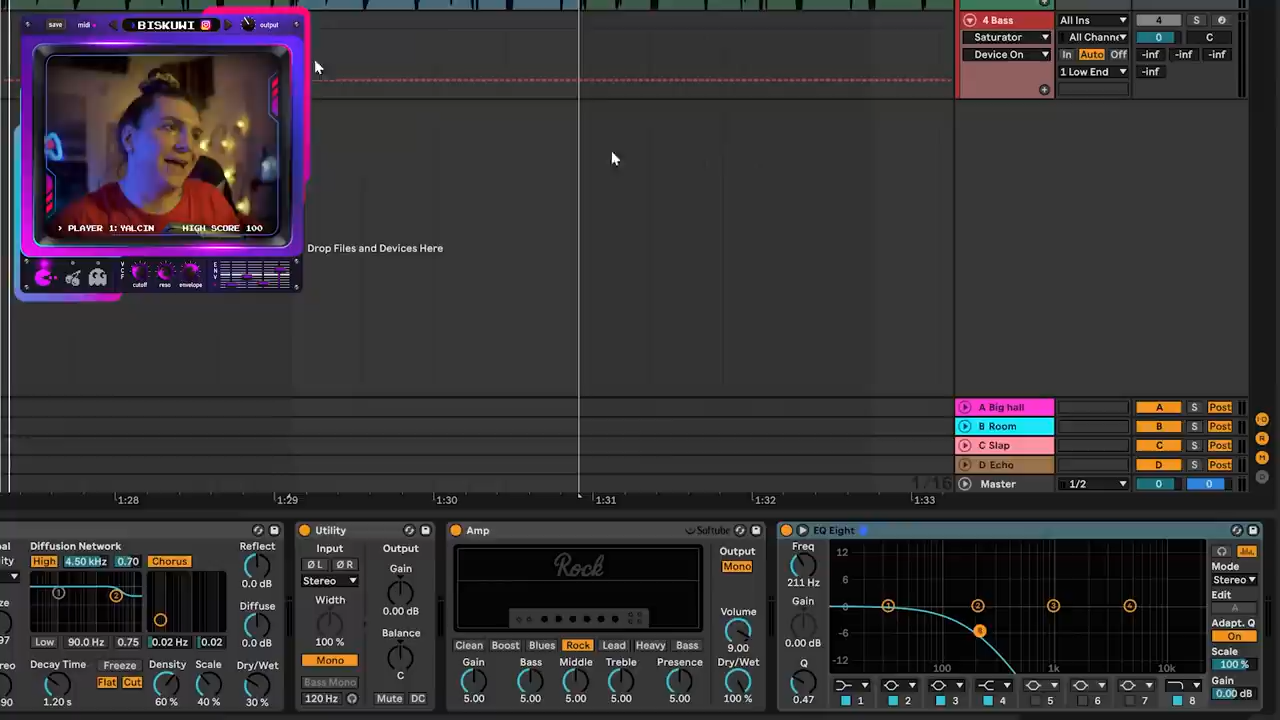 save midi BISKUWI output
4 Bass All Ins 4 S
Saturator All Channe 0 C
Device On In Auto Off -inf -inf -inf
1 Low End -inf
> PLAYER 1: YALCIN HIGH SCORE 100
VCF cutoff reso envelope ENV
Drop Files and Devices Here
A Big hall A S Post
B Room B S Post
C Slap C S Post
D Echo D S Post
1/16
Master 1/2 0 0
1:28 1:29 1:30 1:31 1:32 1:33
Utility
Amp Softube
EQ Eight
Diffusion Network Reflect
High 4.50 kHz 0.70 Chorus
0.0 dB
Diffuse
0.0 dB
Low 90.0 Hz 0.75 0.02 Hz 0.02
Decay Time Freeze Density Scale Dry/Wet
Flat Cut
1.20 s 60 % 40 % 30 %
Input Output
Ø L Ø R Gain
Stereo
Width 0.00 dB
100 % Balance
Mono
Bass Mono C
120 Hz Mute DC
Rock
Output
Mono
Volume
9.00
Clean Boost Blues Rock Lead Heavy Bass
Gain Bass Middle Treble Presence Dry/Wet
5.00 5.00 5.00 5.00 5.00 100 %
Freq
211 Hz
Gain
0.00 dB
Q
0.47
12
6
0
-6
-12
1 2 3 4
100 1k 10k
1 2 3 4 5 6 7 8
Mode
Stereo
Edit
A
Adapt. Q
On
Scale
100 %
Gain
0.00 dB